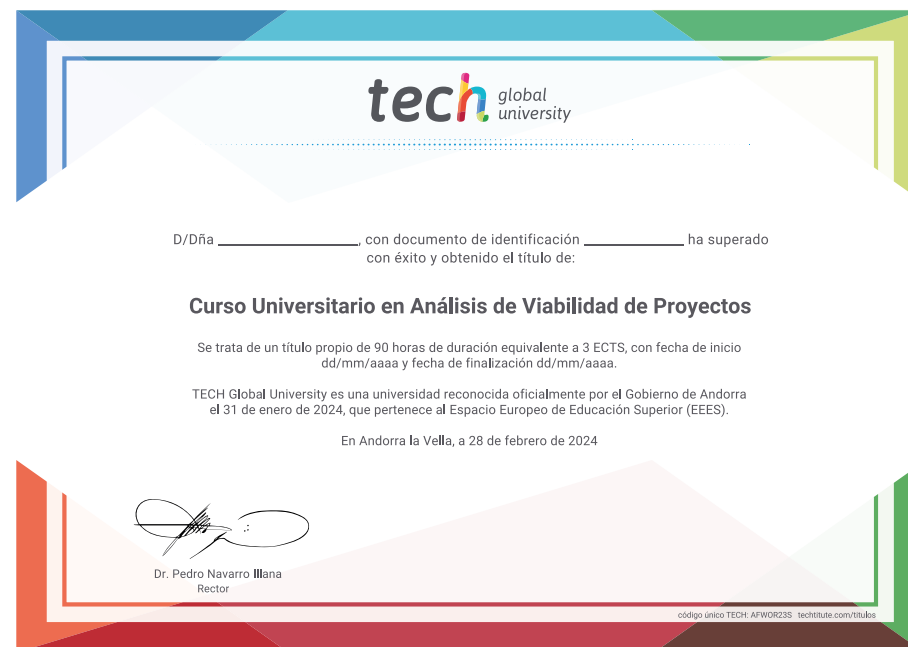 tech global university
D/Dña ____________________, con documento de identificación ______________ ha superado
con éxito y obtenido el título de:
Curso Universitario en Análisis de Viabilidad de Proyectos
Se trata de un título propio de 90 horas de duración equivalente a 3 ECTS, con fecha de inicio
dd/mm/aaaa y fecha de finalización dd/mm/aaaa.
TECH Global University es una universidad reconocida oficialmente por el Gobierno de Andorra
el 31 de enero de 2024, que pertenece al Espacio Europeo de Educación Superior (EEES).
En Andorra la Vella, a 28 de febrero de 2024
Dr. Pedro Navarro Illana
Rector
código único TECH: AFWOR23S techtitute.com/titulos